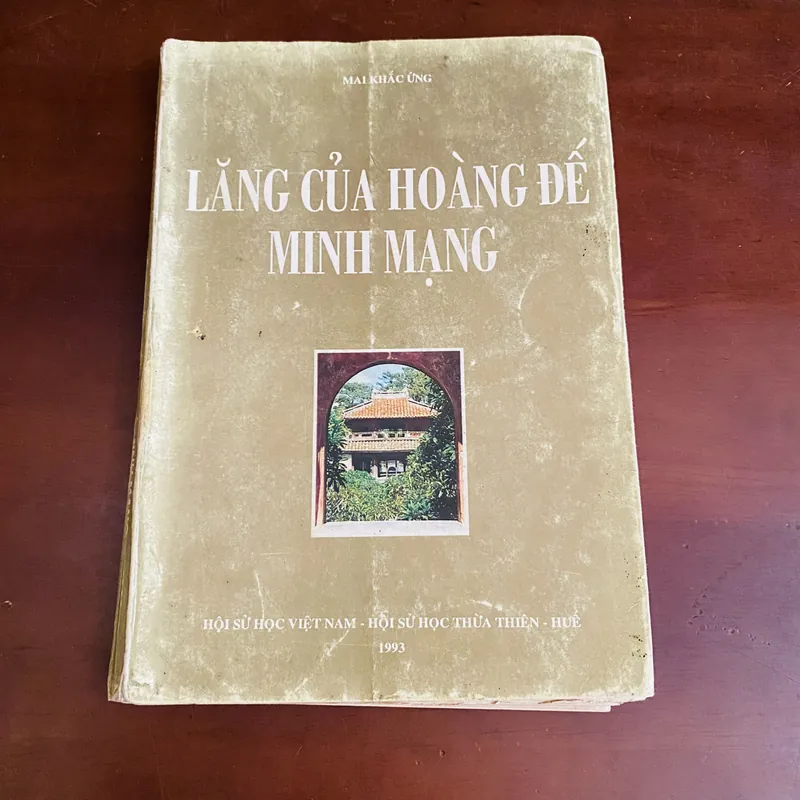 MAI KHẮC ỨNG
LĂNG CỦA HOÀNG ĐẾ
MINH MẠNG
HỘI SỬ HỌC VIỆT NAM - HỘI SỬ HỌC THỪA THIÊN - HUẾ
1993